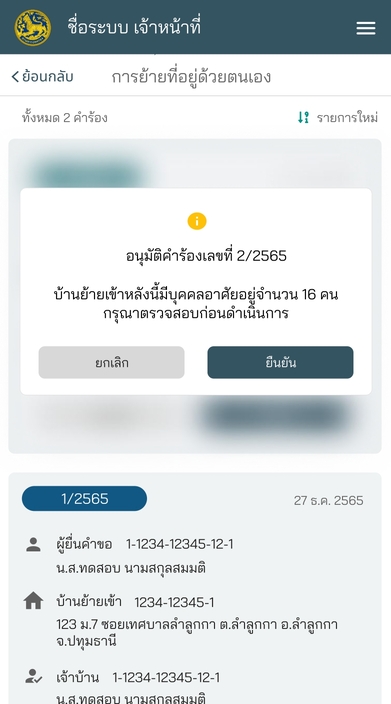 ชื่อระบบ เจ้าหน้าที่
ย้อนกลับ
การย้ายที่อยู่ด้วยตนเอง
ทั้งหมด 2 คำร้อง
รายการใหม่
อนุมัติคำร้องเลขที่ 2/2565
บ้านย้ายเข้าหลังนี้มีบุคคลอาศัยอยู่จำนวน 16 คน
กรุณาตรวจสอบก่อนดำเนินการ
ยกเลิก
ยืนยัน
1/2565
27 ธ.ค. 2565
ผู้ยื่นคำขอ 1-1234-12345-12-1
น.ส.ทดสอบ นามสกุลสมมติ
บ้านย้ายเข้า 1234-12345-1
123 ม.7 ซอยเทศบาลลำลูกกา ต.ลำลูกกา อ.ลำลูกกา
จ.ปทุมธานี
เจ้าบ้าน 1-1234-12345-12-1
น.ส.ทดสอบ นามสกุลสมมติ